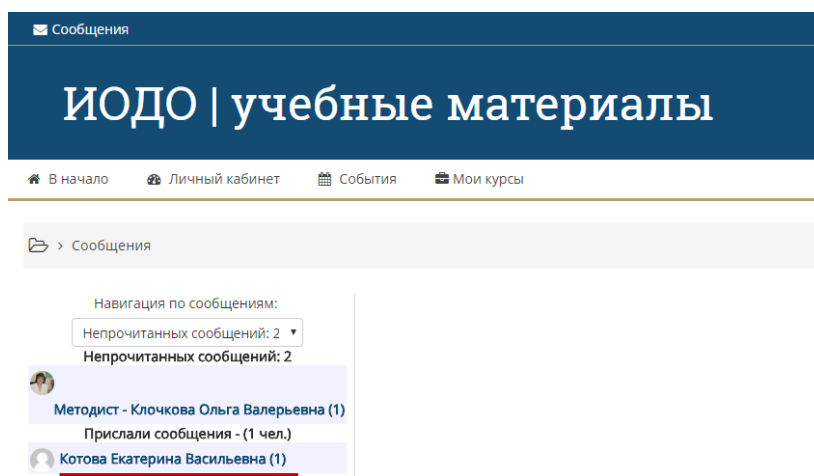 Сообщения
ИОДО | учебные материалы
В начало Личный кабинет События Мои курсы
> Сообщения
Навигация по сообщениям:
Непрочитанных сообщений: 2
Непрочитанных сообщений: 2
Методист - Клочкова Ольга Валерьевна (1)
Прислали сообщения - (1 чел.)
Котова Екатерина Васильевна (1)